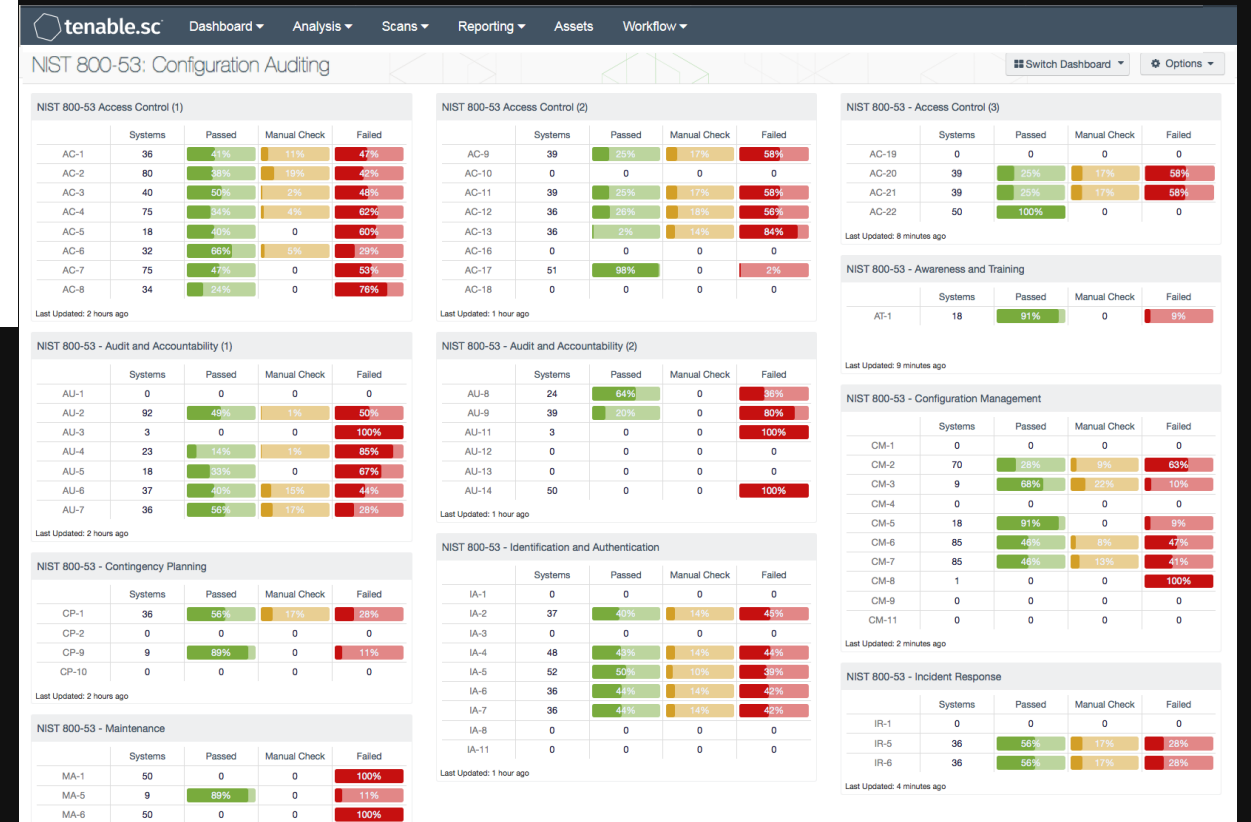 tenable.sc Dashboard Analysis Scans Reporting Assets Workflow
NIST 800-53: Configuration Auditing
Switch Dashboard Options
NIST 800-53 Access Control (1)
Systems Passed Manual Check Failed
AC-1 36 41% 11% 47%
AC-2 80 38% 19% 42%
AC-3 40 50% 2% 48%
AC-4 75 34% 4% 62%
AC-5 18 40% 0 60%
AC-6 32 66% 5% 29%
AC-7 75 47% 0 53%
AC-8 34 24% 0 76%
Last Updated: 2 hours ago
NIST 800-53 - Audit and Accountability (1)
Systems Passed Manual Check Failed
AU-1 0 0 0 0
AU-2 92 49% 1% 50%
AU-3 3 0 0 100%
AU-4 23 14% 1% 85%
AU-5 18 33% 0 67%
AU-6 37 40% 15% 44%
AU-7 36 56% 17% 28%
Last Updated: 2 hours ago
NIST 800-53 - Contingency Planning
Systems Passed Manual Check Failed
CP-1 36 56% 17% 28%
CP-2 0 0 0 0
CP-9 9 89% 0 11%
CP-10 0 0 0 0
Last Updated: 2 hours ago
NIST 800-53 - Maintenance
Systems Passed Manual Check Failed
MA-1 50 0 0 100%
MA-5 9 89% 0 11%
MA-6 50 0 0 100%
NIST 800-53 Access Control (2)
Systems Passed Manual Check Failed
AC-9 39 25% 17% 58%
AC-10 0 0 0 0
AC-11 39 25% 17% 58%
AC-12 36 26% 18% 56%
AC-13 36 2% 14% 84%
AC-16 0 0 0 0
AC-17 51 98% 0 2%
AC-18 0 0 0 0
Last Updated: 1 hour ago
NIST 800-53 - Audit and Accountability (2)
Systems Passed Manual Check Failed
AU-8 24 64% 0 36%
AU-9 39 20% 0 80%
AU-11 3 0 0 100%
AU-12 0 0 0 0
AU-13 0 0 0 0
AU-14 50 0 0 100%
Last Updated: 1 hour ago
NIST 800-53 - Identification and Authentication
Systems Passed Manual Check Failed
IA-1 0 0 0 0
IA-2 37 40% 14% 45%
IA-3 0 0 0 0
IA-4 48 43% 14% 44%
IA-5 52 50% 10% 39%
IA-6 36 44% 14% 42%
IA-7 36 44% 14% 42%
IA-8 0 0 0 0
IA-11 0 0 0 0
Last Updated: 1 hour ago
NIST 800-53 - Access Control (3)
Systems Passed Manual Check Failed
AC-19 0 0 0 0
AC-20 39 25% 17% 58%
AC-21 39 25% 17% 58%
AC-22 50 100% 0 0
Last Updated: 8 minutes ago
NIST 800-53 - Awareness and Training
Systems Passed Manual Check Failed
AT-1 18 91% 0 9%
Last Updated: 9 minutes ago
NIST 800-53 - Configuration Management
Systems Passed Manual Check Failed
CM-1 0 0 0 0
CM-2 70 28% 9% 63%
CM-3 9 68% 22% 10%
CM-4 0 0 0 0
CM-5 18 91% 0 9%
CM-6 85 46% 8% 47%
CM-7 85 46% 13% 41%
CM-8 1 0 0 100%
CM-9 0 0 0 0
CM-11 0 0 0 0
Last Updated: 2 minutes ago
NIST 800-53 - Incident Response
Systems Passed Manual Check Failed
IR-1 0 0 0 0
IR-5 36 56% 17% 28%
IR-6 36 56% 17% 28%
Last Updated: 4 minutes ago